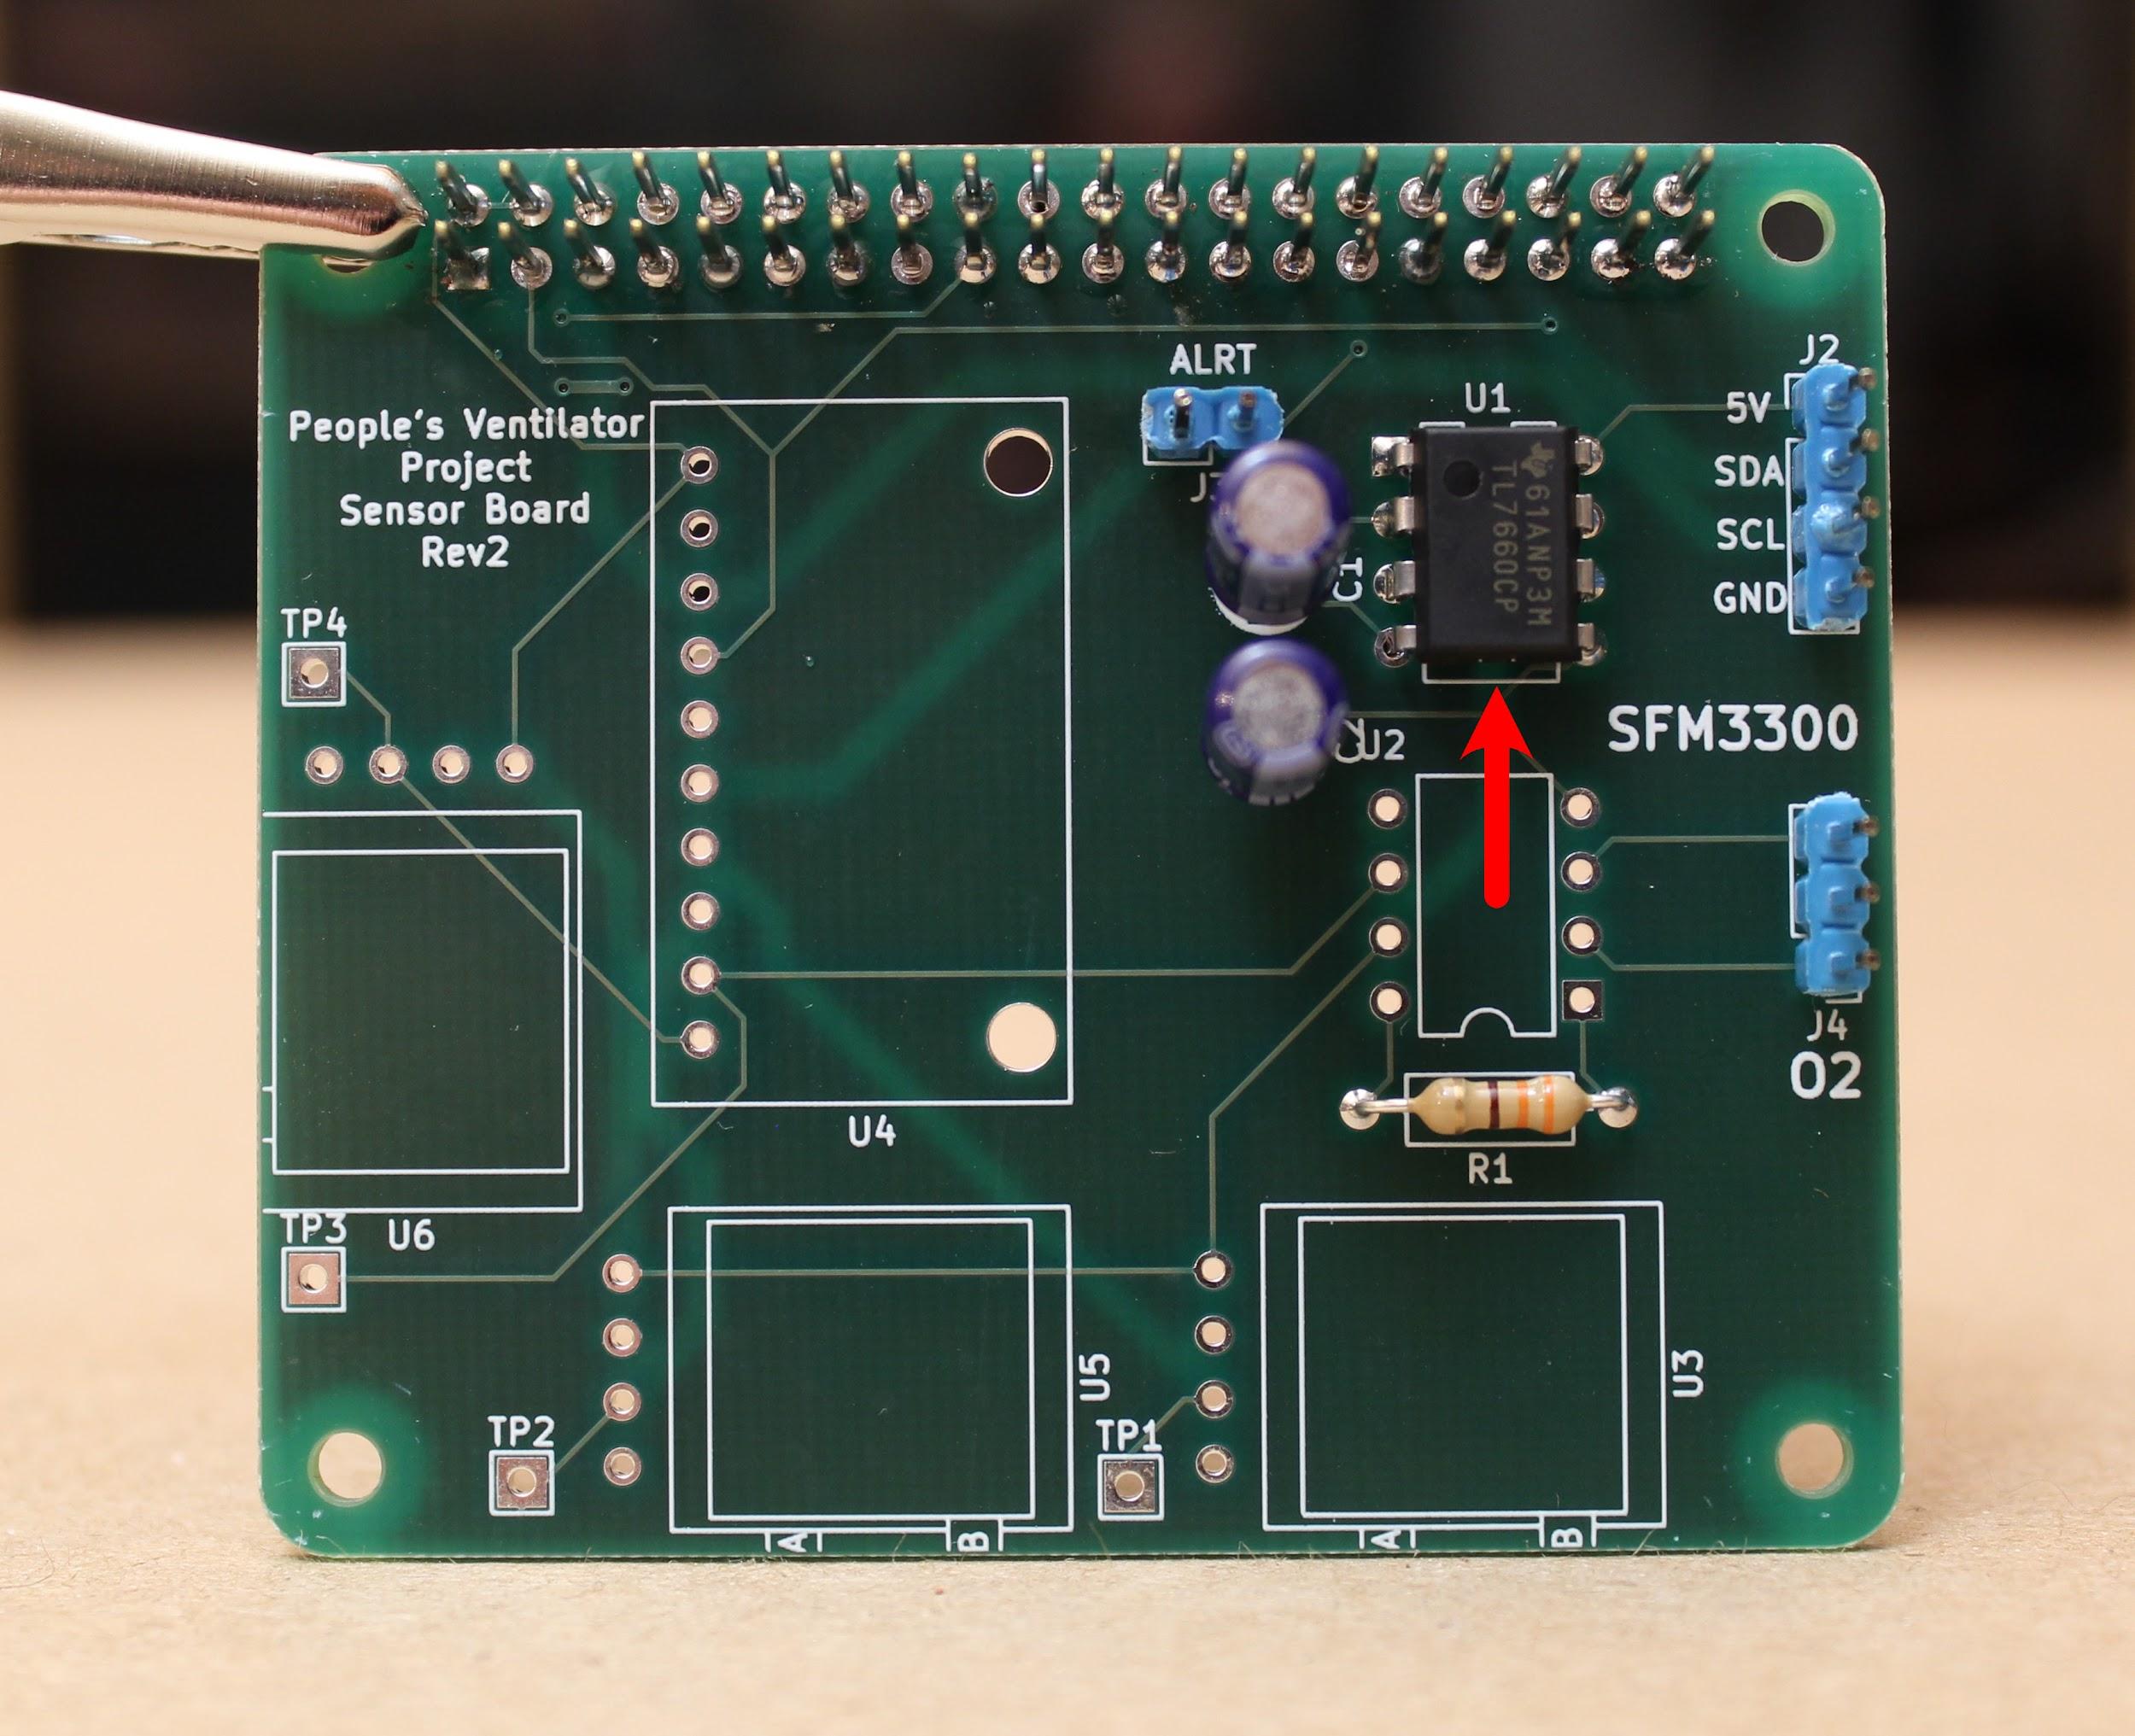 ALRT
J2
U1
5V
People's Ventilator
Project
Sensor Board
Rev2
SDA
SCL
GND
61ANP3M
TL7660CP
C1
TP4
SFM3300
U2
J4
O2
U4
R1
TP3
U6
U5
U3
TP2
TP1
A
B
A
B